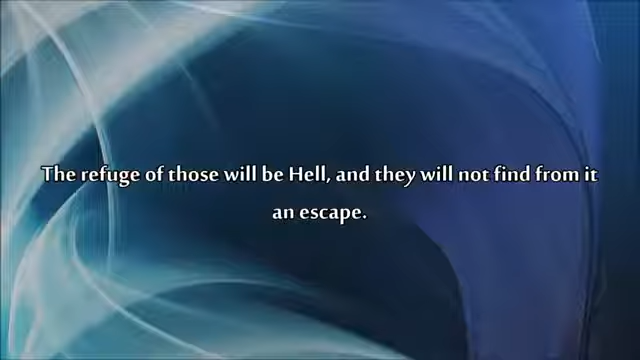 The refuge of those will be Hell, and they will not find from it
an escape.